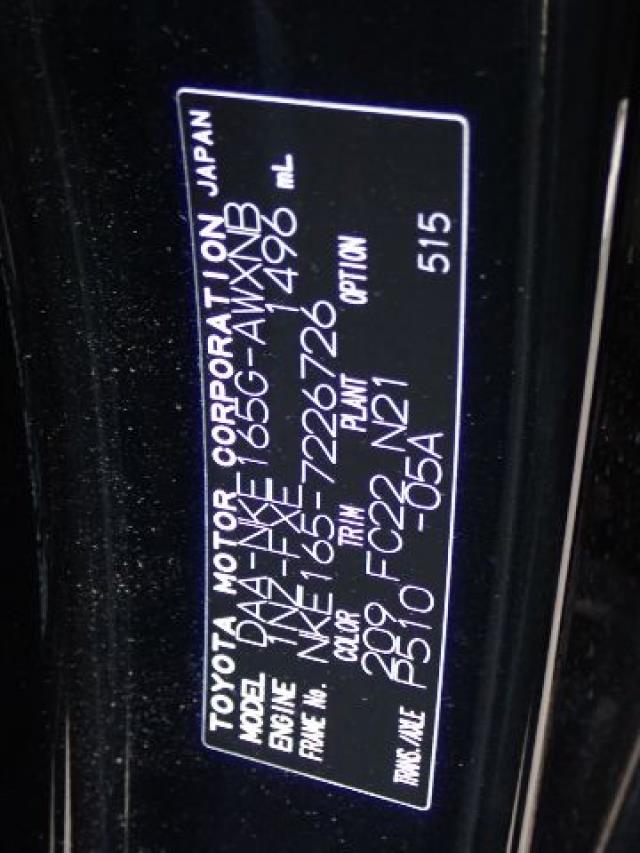 TOYOTA MOTOR CORPORATION JAPAN
MODEL DAA-NKE165G-AWXNB
ENGINE 1NZ-FXE 1496 mL
FRAME No. NKE165-7226726
COLOR TRIM PLANT OPTION
209 FC22 N21
TRANS./AXLE P510 -05A 515